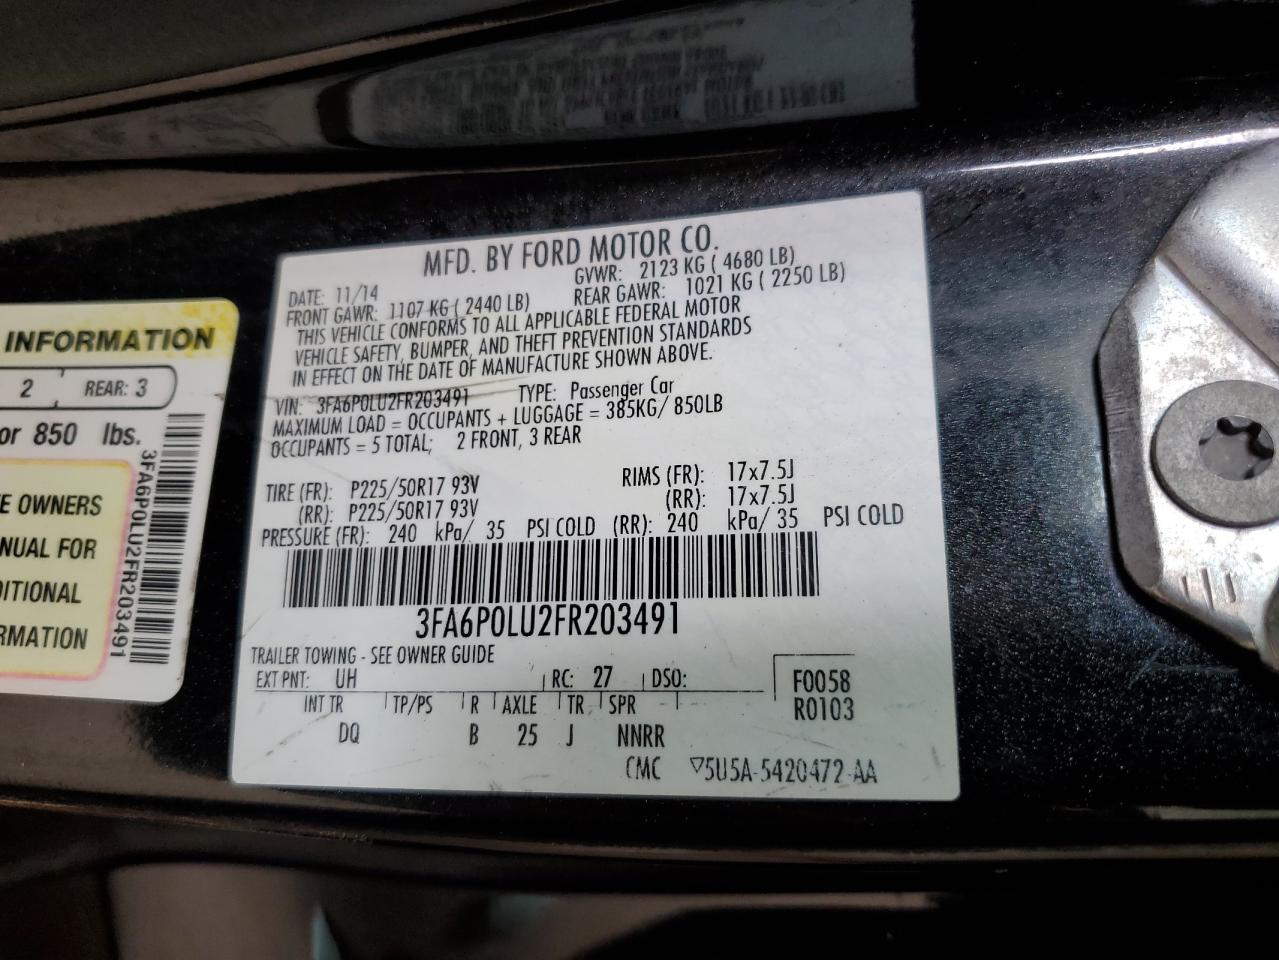 MFD. BY FORD MOTOR CO.
DATE: 11/14 GVWR: 2123 KG ( 4680 LB)
FRONT GAWR: 1107 KG ( 2440 LB) REAR GAWR: 1021 KG ( 2250 LB)
THIS VEHICLE CONFORMS TO ALL APPLICABLE FEDERAL MOTOR
VEHICLE SAFETY, BUMPER, AND THEFT PREVENTION STANDARDS
IN EFFECT ON THE DATE OF MANUFACTURE SHOWN ABOVE.
VIN: 3FA6P0LU2FR203491 TYPE: Passenger Car
MAXIMUM LOAD = OCCUPANTS + LUGGAGE = 385KG/ 850LB
OCCUPANTS = 5 TOTAL; 2 FRONT, 3 REAR
TIRE (FR): P225/50R17 93V RIMS (FR): 17x7.5J
(RR): P225/50R17 93V (RR): 17x7.5J
PRESSURE (FR): 240 kPa/ 35 PSI COLD (RR): 240 kPa/ 35 PSI COLD
3FA6P0LU2FR203491
TRAILER TOWING - SEE OWNER GUIDE
EXT PNT: UH RC: 27 DSO: F0058
INT TR TP/PS R AXLE TR SPR R0103
DQ B 25 J NNRR
CMC ▽5U5A-5420472-AA
INFORMATION
2 REAR: 3
or 850 lbs.
E OWNERS
NUAL FOR
DITIONAL
RMATION
3FA6P0LU2FR203491